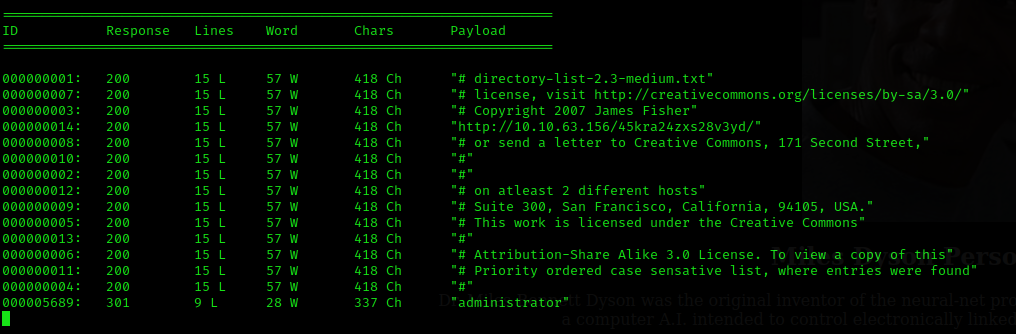 ID Response Lines Word Chars Payload
000000001: 200 15 L 57 W 418 Ch "# directory-list-2.3-medium.txt"
000000007: 200 15 L 57 W 418 Ch "# license, visit http://creativecommons.org/licenses/by-sa/3.0/"
000000003: 200 15 L 57 W 418 Ch "# Copyright 2007 James Fisher"
000000014: 200 15 L 57 W 418 Ch "http://10.10.63.156/45kra24zxs28v3yd/"
000000008: 200 15 L 57 W 418 Ch "# or send a letter to Creative Commons, 171 Second Street,"
000000010: 200 15 L 57 W 418 Ch "#"
000000002: 200 15 L 57 W 418 Ch "#"
000000012: 200 15 L 57 W 418 Ch "# on atleast 2 different hosts"
000000009: 200 15 L 57 W 418 Ch "# Suite 300, San Francisco, California, 94105, USA."
000000005: 200 15 L 57 W 418 Ch "# This work is licensed under the Creative Commons"
000000013: 200 15 L 57 W 418 Ch "#"
000000006: 200 15 L 57 W 418 Ch "# Attribution-Share Alike 3.0 License. To view a copy of this"
000000011: 200 15 L 57 W 418 Ch "# Priority ordered case sensative list, where entries were found"
000000004: 200 15 L 57 W 418 Ch "#"
000005689: 301 9 L 28 W 337 Ch "administrator"
Dyson was the original inventor of the neural-net
a computer A.I. intended to control electronically